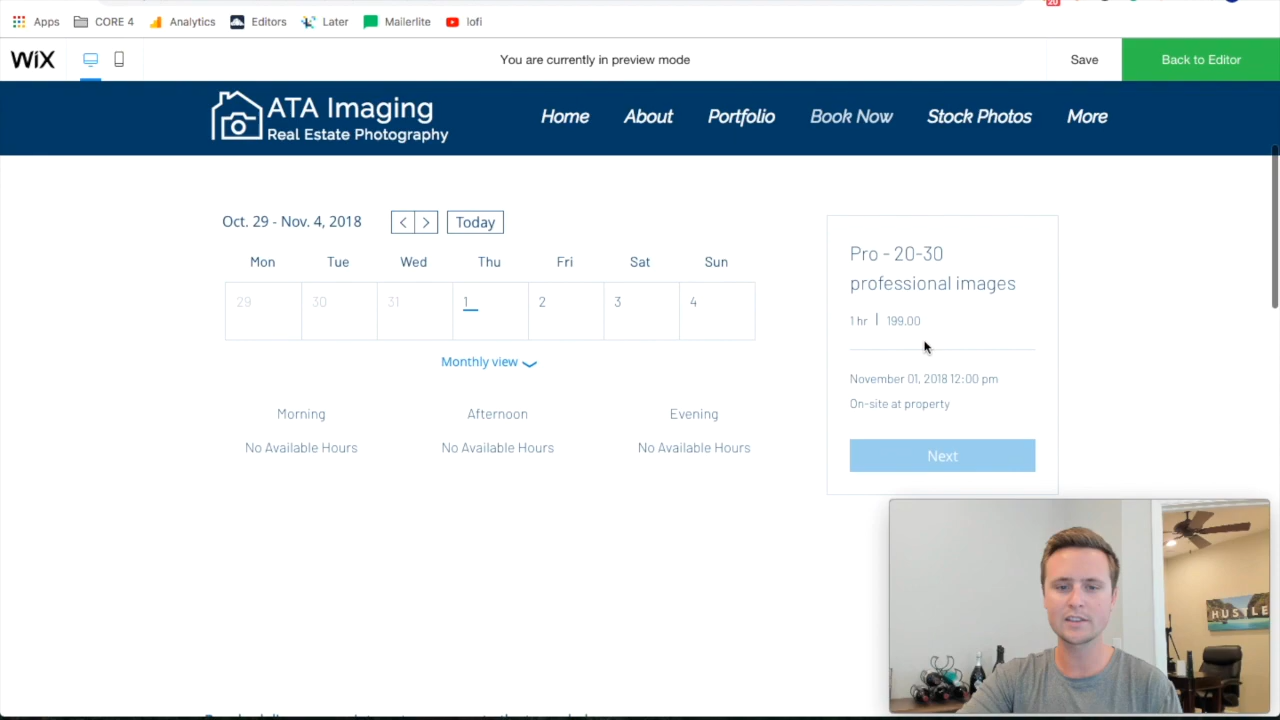 20
Apps
CORE 4
Analytics
Editors
Later
Mailerlite
lofi
WiX
You are currently in preview mode
Save
Back to Editor
ATA Imaging
Real Estate Photography
Home
About
Portfolio
Book Now
Stock Photos
More
Oct. 29 - Nov. 4, 2018
< >
Today
Mon Tue Wed Thu Fri Sat Sun
29 30 31 1 2 3 4
Monthly view
Morning Afternoon Evening
No Available Hours No Available Hours No Available Hours
Pro - 20-30
professional images
1 hr | 199.00
November 01, 2018 12:00 pm
On-site at property
Next
HUSTLE